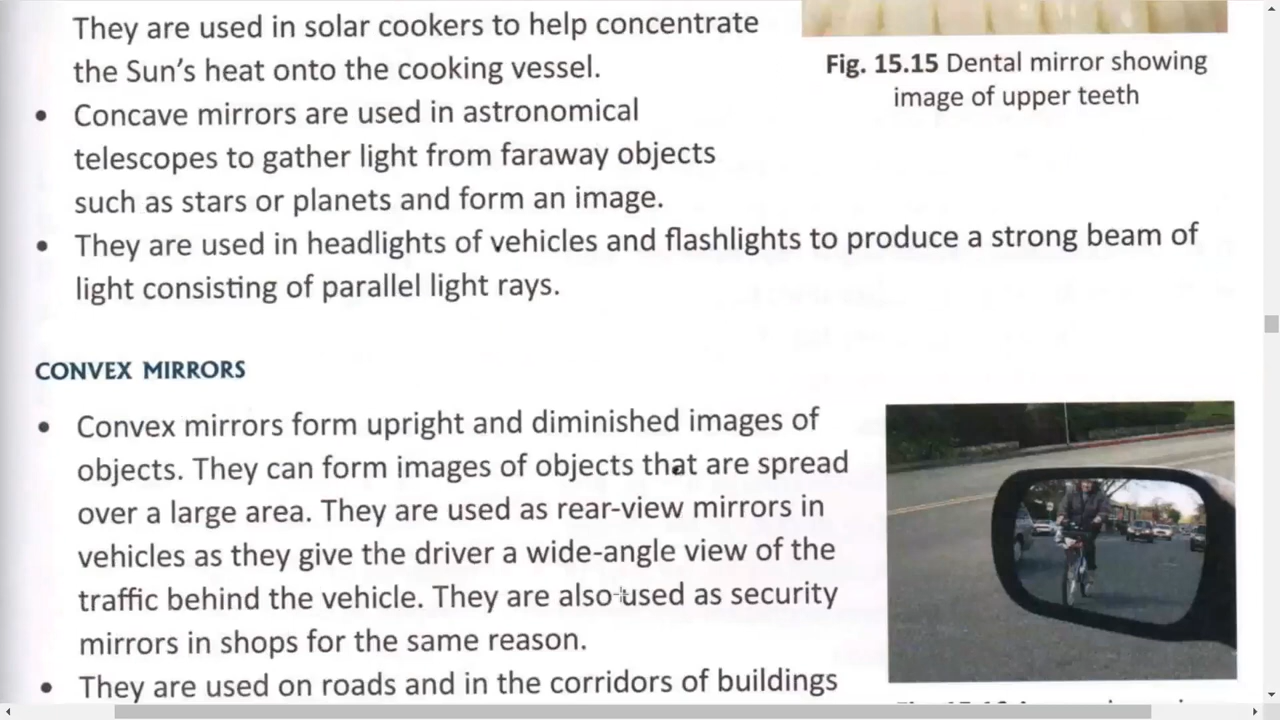 They are used in solar cookers to help concentrate
the Sun's heat onto the cooking vessel.
Fig. 15.15 Dental mirror showing
image of upper teeth
• Concave mirrors are used in astronomical
telescopes to gather light from faraway objects
such as stars or planets and form an image.
• They are used in headlights of vehicles and flashlights to produce a strong beam of
light consisting of parallel light rays.
CONVEX MIRRORS
• Convex mirrors form upright and diminished images of
objects. They can form images of objects that are spread
over a large area. They are used as rear-view mirrors in
vehicles as they give the driver a wide-angle view of the
traffic behind the vehicle. They are also used as security
mirrors in shops for the same reason.
• They are used on roads and in the corridors of buildings